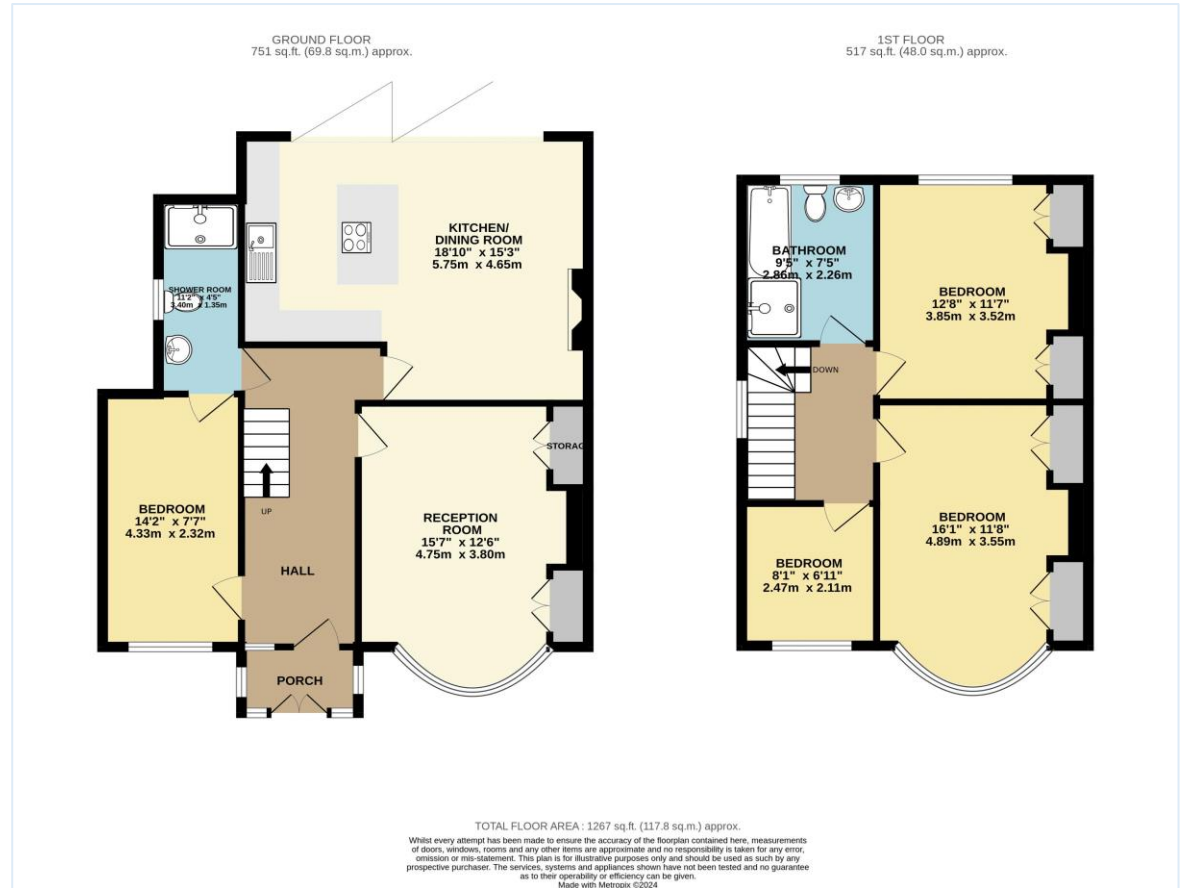 GROUND FLOOR
751 sq.ft. (69.8 sq.m.) approx.
KITCHEN/
DINING ROOM
18'10" x 15'3"
5.75m x 4.65m
SHOWER ROOM
11'2" x 4'5"
3.40m x 1.35m
BEDROOM
14'2" x 7'7"
4.33m x 2.32m
UP
HALL
RECEPTION
ROOM
15'7" x 12'6"
4.75m x 3.80m
STORAG
PORCH
1ST FLOOR
517 sq.ft. (48.0 sq.m.) approx.
BATHROOM
9'5" x 7'5"
2.86m x 2.26m
BEDROOM
12'8" x 11'7"
3.85m x 3.52m
DOWN
BEDROOM
16'1" x 11'8"
4.89m x 3.55m
BEDROOM
8'1" x 6'11"
2.47m x 2.11m
TOTAL FLOOR AREA : 1267 sq.ft. (117.8 sq.m.) approx.
Whilst every attempt has been made to ensure the accuracy of the floorplan contained here, measurements
of doors, windows, rooms and any other items are approximate and no responsibility is taken for any error,
omission or mis-statement. This plan is for illustrative purposes only and should be used as such by any
prospective purchaser. The services, systems and appliances shown have not been tested and no guarantee
as to their operability or efficiency can be given.
Made with Metropix ©2024